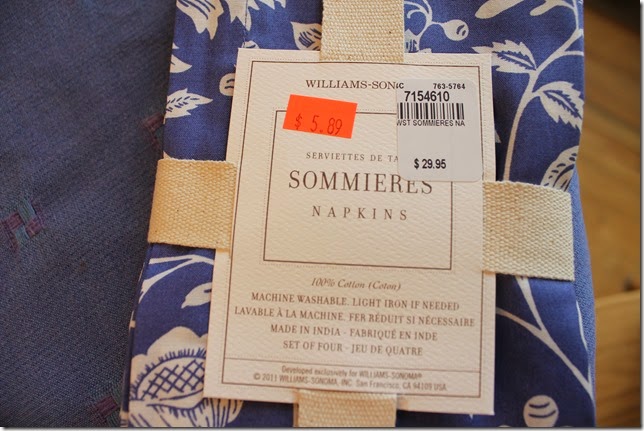 WILLIAMS-SONOMA
$ 5.89
763-5764
7154610
WST SOMMIERES NA
$ 29.95
SERVIETTES DE
SOMMIERES
NAPKINS
100% Cotton (Coton)
MACHINE WASHABLE. LIGHT IRON IF NEEDED
LAVABLE À LA MACHINE. FER RÉDUIT SI NÉCESSAIRE
MADE IN INDIA - FABRIQUÉ EN INDE
SET OF FOUR - JEU DE QUATRE
Developed exclusively for WILLIAMS-SONOMA®
© 2011 WILLIAMS-SONOMA, INC. San Francisco, CA 94109 USA